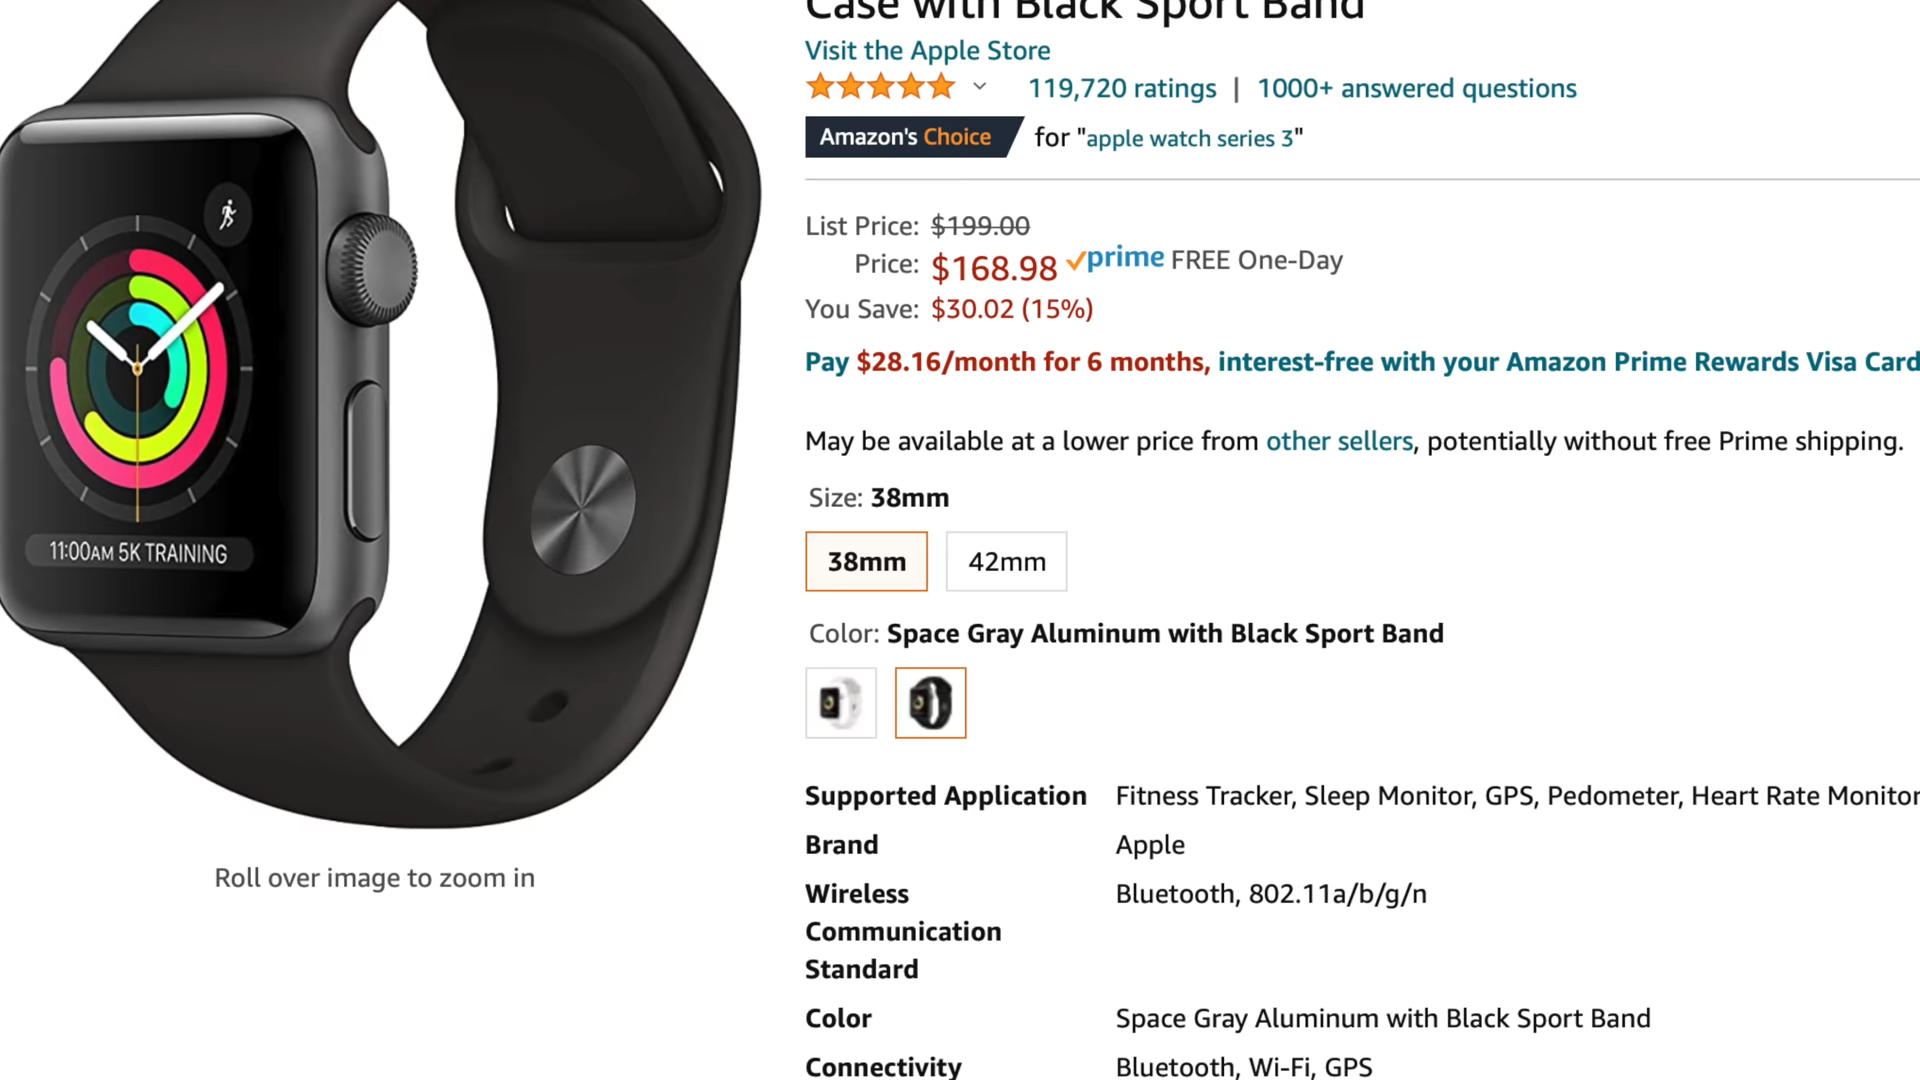 Case with Black Sport Band
Visit the Apple Store
119,720 ratings | 1000+ answered questions
Amazon's Choice for "apple watch series 3"
List Price: $199.00
Price: $168.98 prime FREE One-Day
You Save: $30.02 (15%)
Pay $28.16/month for 6 months, interest-free with your Amazon Prime Rewards Visa Card
May be available at a lower price from other sellers, potentially without free Prime shipping.
Size: 38mm
38mm 42mm
Color: Space Gray Aluminum with Black Sport Band
Supported Application Fitness Tracker, Sleep Monitor, GPS, Pedometer, Heart Rate Monitor
Brand Apple
Wireless Bluetooth, 802.11a/b/g/n
Communication
Standard
Color Space Gray Aluminum with Black Sport Band
Connectivity Bluetooth, Wi-Fi, GPS
11:00AM 5K TRAINING
Roll over image to zoom in